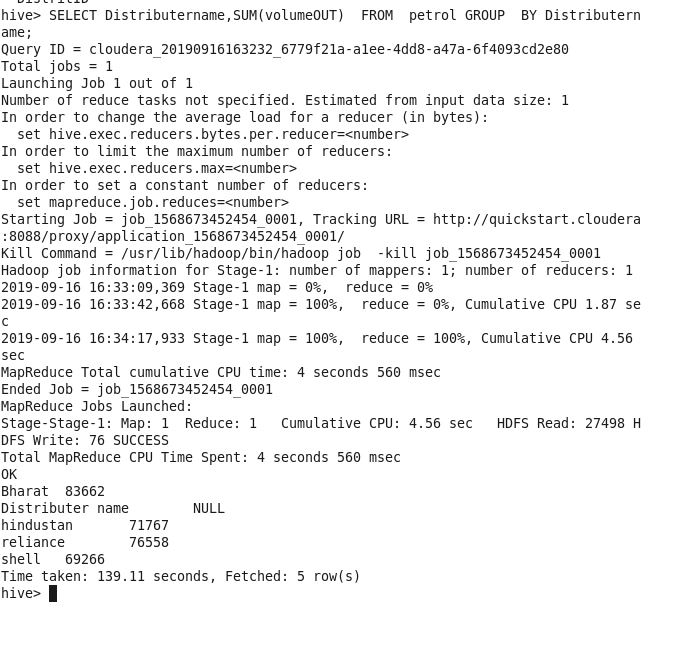 hive> SELECT Distributername,SUM(volumeOUT)  FROM  petrol GROUP  BY Distributern
ame;
Query ID = cloudera_20190916163232_6779f21a-a1ee-4dd8-a47a-6f4093cd2e80
Total jobs = 1
Launching Job 1 out of 1
Number of reduce tasks not specified. Estimated from input data size: 1
In order to change the average load for a reducer (in bytes):
  set hive.exec.reducers.bytes.per.reducer=<number>
In order to limit the maximum number of reducers:
  set hive.exec.reducers.max=<number>
In order to set a constant number of reducers:
  set mapreduce.job.reduces=<number>
Starting Job = job_1568673452454_0001, Tracking URL = http://quickstart.cloudera
:8088/proxy/application_1568673452454_0001/
Kill Command = /usr/lib/hadoop/bin/hadoop job  -kill job_1568673452454_0001
Hadoop job information for Stage-1: number of mappers: 1; number of reducers: 1
2019-09-16 16:33:09,369 Stage-1 map = 0%,  reduce = 0%
2019-09-16 16:33:42,668 Stage-1 map = 100%,  reduce = 0%, Cumulative CPU 1.87 se
c
2019-09-16 16:34:17,933 Stage-1 map = 100%,  reduce = 100%, Cumulative CPU 4.56
sec
MapReduce Total cumulative CPU time: 4 seconds 560 msec
Ended Job = job_1568673452454_0001
MapReduce Jobs Launched:
Stage-Stage-1: Map: 1  Reduce: 1   Cumulative CPU: 4.56 sec   HDFS Read: 27498 H
DFS Write: 76 SUCCESS
Total MapReduce CPU Time Spent: 4 seconds 560 msec
OK
Bharat  83662
Distributer name        NULL
hindustan       71767
reliance        76558
shell   69266
Time taken: 139.11 seconds, Fetched: 5 row(s)
hive>